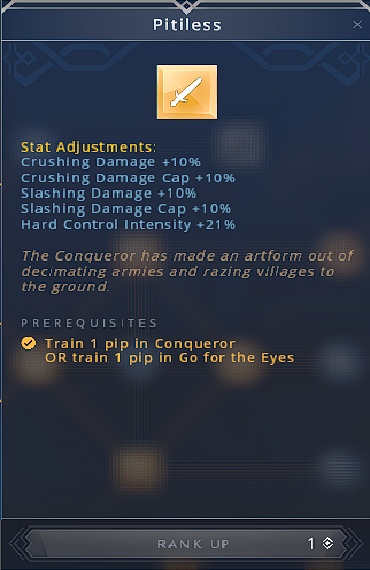 Pitiless
Stat Adjustments:
Crushing Damage +10%
Crushing Damage Cap +10%
Slashing Damage +10%
Slashing Damage Cap +10%
Hard Control Intensity +21%
The Conqueror has made an artform out of
decimating armies and razing villages to
the ground.
PREREQUISITES
Train 1 pip in Conqueror
OR train 1 pip in Go for the Eyes
RANK UP 1